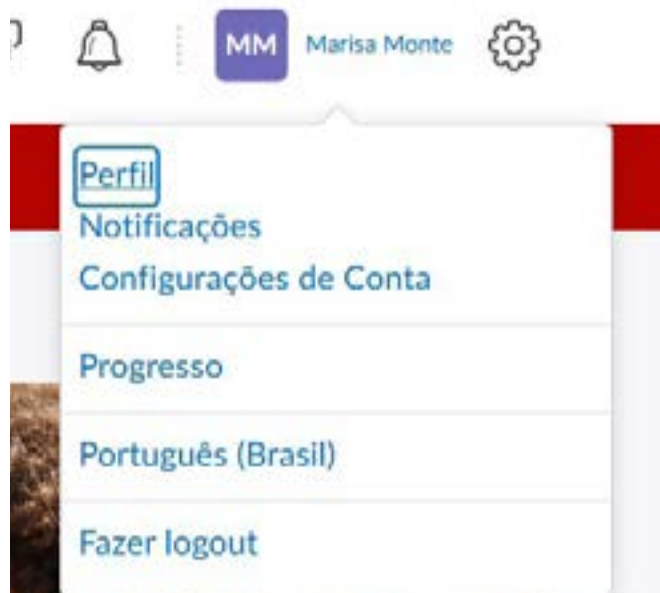 MM Marisa Monte
Perfil
Notificações
Configurações de Conta
Progresso
Português (Brasil)
Fazer logout